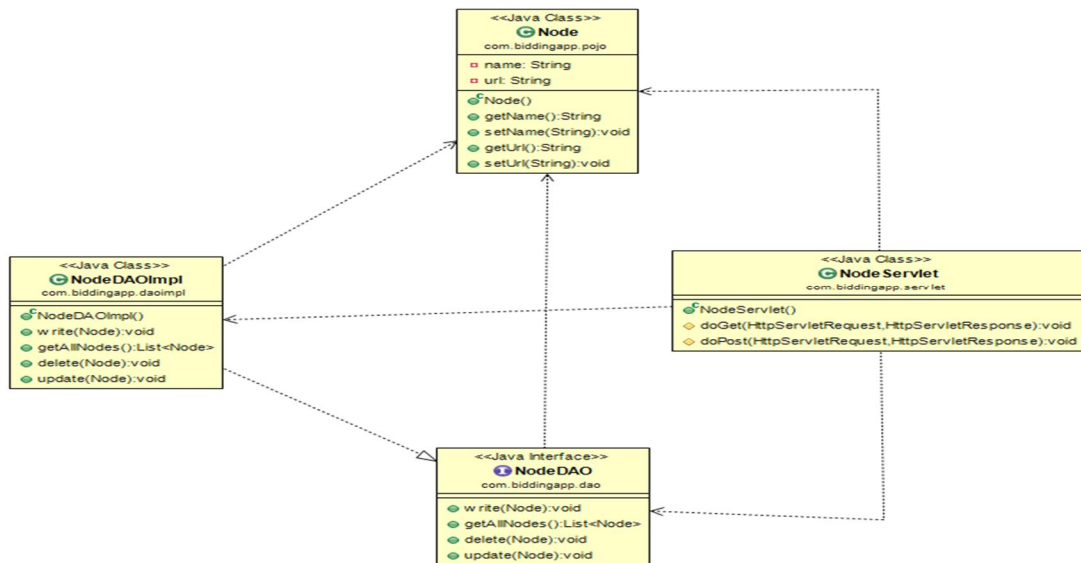 <<Java Class>>
Node
com.biddingapp.pojo
name: String
url: String
Node()
getName():String
setName(String):void
getUrl():String
setUrl(String):void
<<Java Class>>
NodeDAOImpl
com.biddingapp.daoimpl
NodeDAOImpl()
write(Node):void
getAllNodes():List<Node>
delete(Node):void
update(Node):void
<<Java Class>>
NodeServlet
com.biddingapp.servlet
NodeServlet()
doGet(HttpServletRequest,HttpServletResponse):void
doPost(HttpServletRequest,HttpServletResponse):void
<<Java Interface>>
NodeDAO
com.biddingapp.dao
write(Node):void
getAllNodes():List<Node>
delete(Node):void
update(Node):void